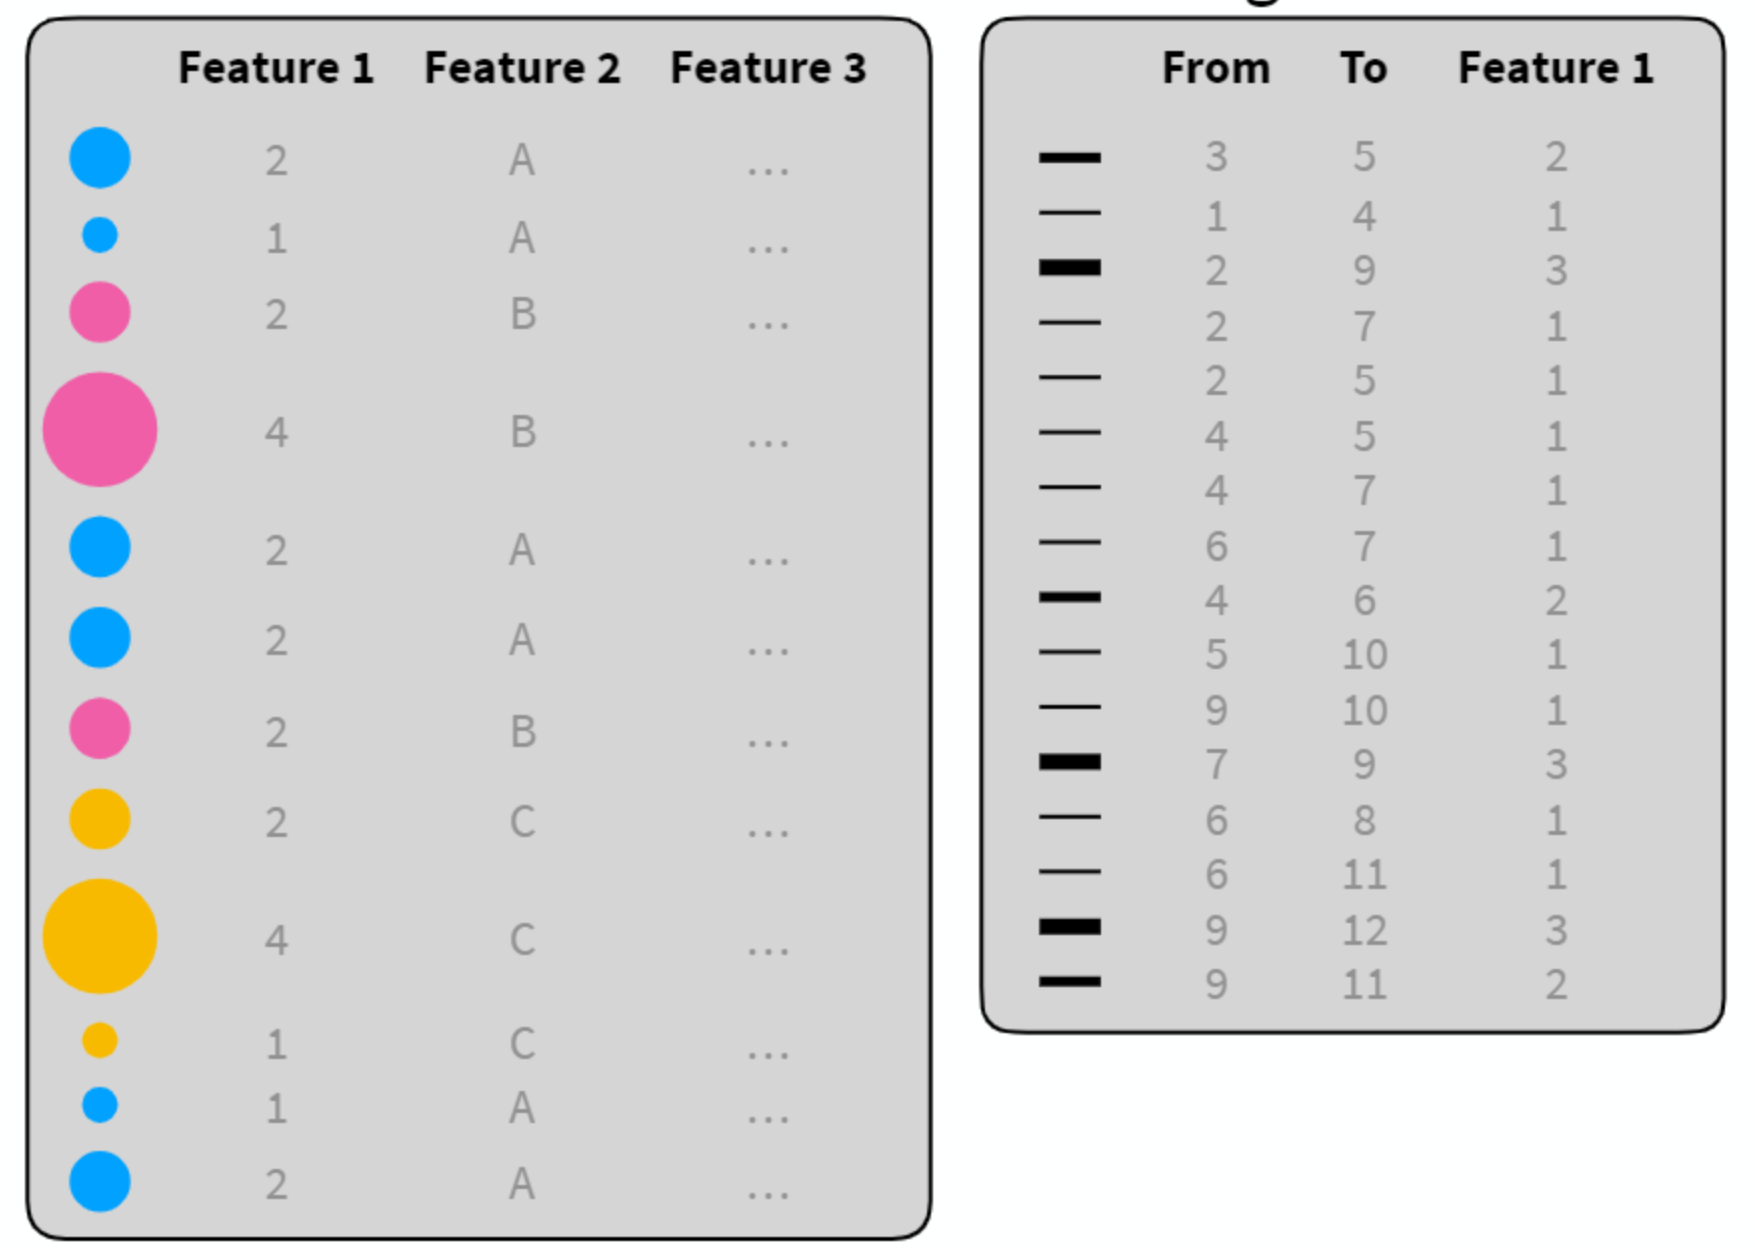 Feature 1 Feature 2 Feature 3
2 A ...
1 A ...
2 B ...
4 B ...
2 A ...
2 A ...
2 B ...
2 C ...
4 C ...
1 C ...
1 A ...
2 A ...
From To Feature 1
3 5 2
1 4 1
2 9 3
2 7 1
2 5 1
4 5 1
4 7 1
6 7 1
4 6 2
5 10 1
9 10 1
7 9 3
6 8 1
6 11 1
9 12 3
9 11 2